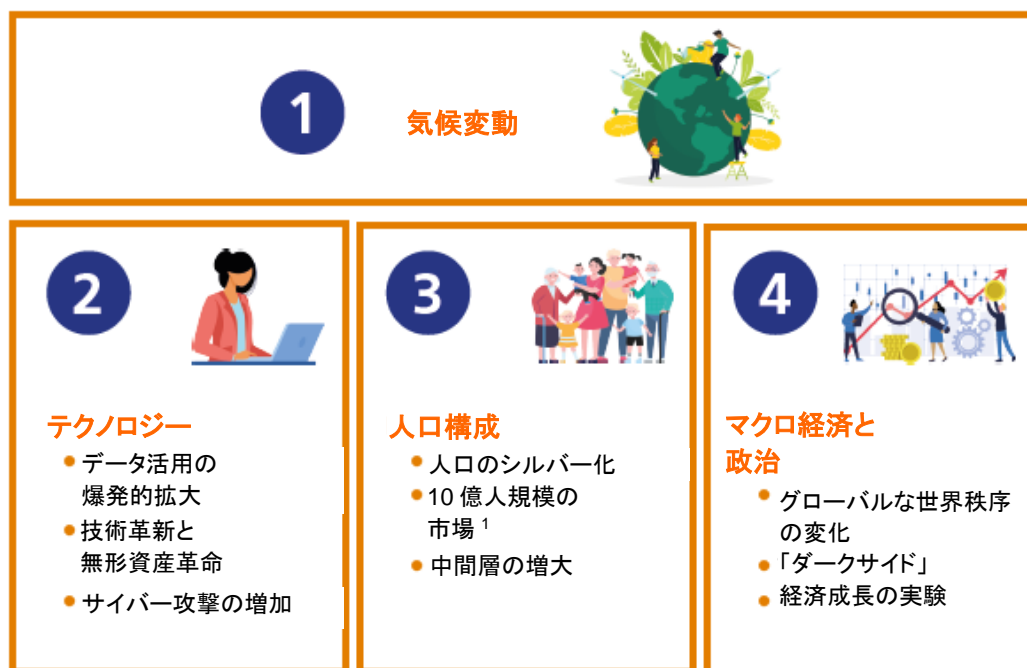 1
気候変動
2
テクノロジー
データ活用の
爆発的拡大
技術革新と
無形資産革命
サイバー攻撃の増加
3
人口構成
人口のシルバー化
10 億人規模の
市場 1
中間層の増大
4
マクロ経済と
政治
グローバルな世界秩序
の変化
「ダークサイド」
経済成長の実験